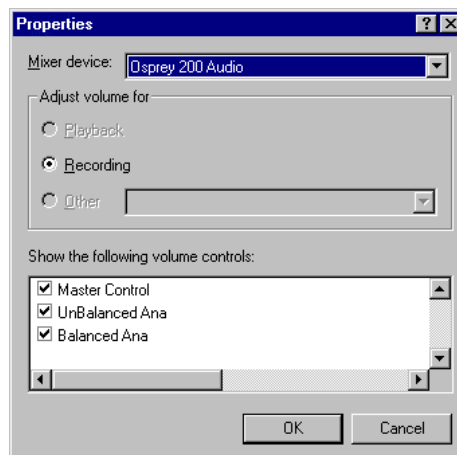 Properties
Mixer device: Osprey 200 Audio
Adjust volume for
Playback
Recording
Other
Show the following volume controls:
Master Control
UnBalanced Ana
Balanced Ana
OK Cancel